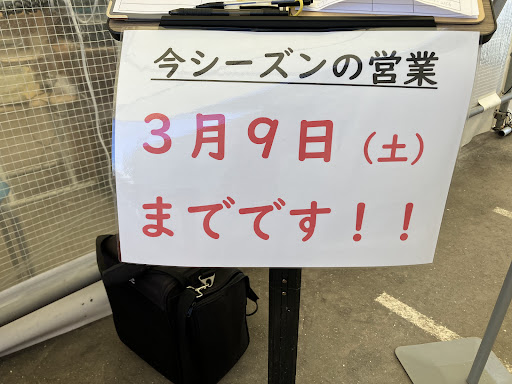 今シーズンの営業
３月９日（土）
までです！！